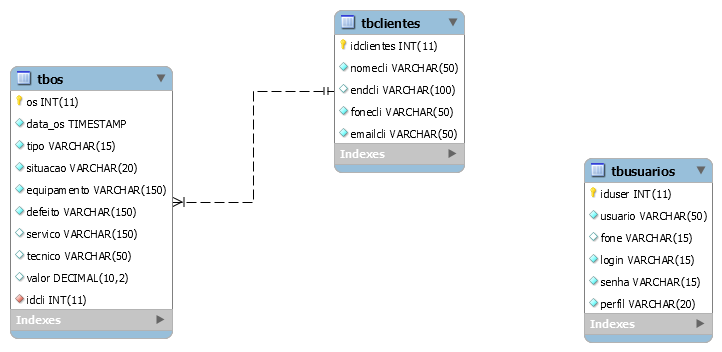 tbos
os INT(11)
data_os TIMESTAMP
tipo VARCHAR(15)
situacao VARCHAR(20)
equipamento VARCHAR(150)
defeito VARCHAR(150)
servico VARCHAR(150)
tecnico VARCHAR(50)
valor DECIMAL(10,2)
idcli INT(11)
Indexes
tbclientes
idclientes INT(11)
nomecli VARCHAR(50)
endcli VARCHAR(100)
fonecli VARCHAR(50)
emailcli VARCHAR(50)
Indexes
tbusuarios
iduser INT(11)
usuario VARCHAR(50)
fone VARCHAR(15)
login VARCHAR(15)
senha VARCHAR(15)
perfil VARCHAR(20)
Indexes